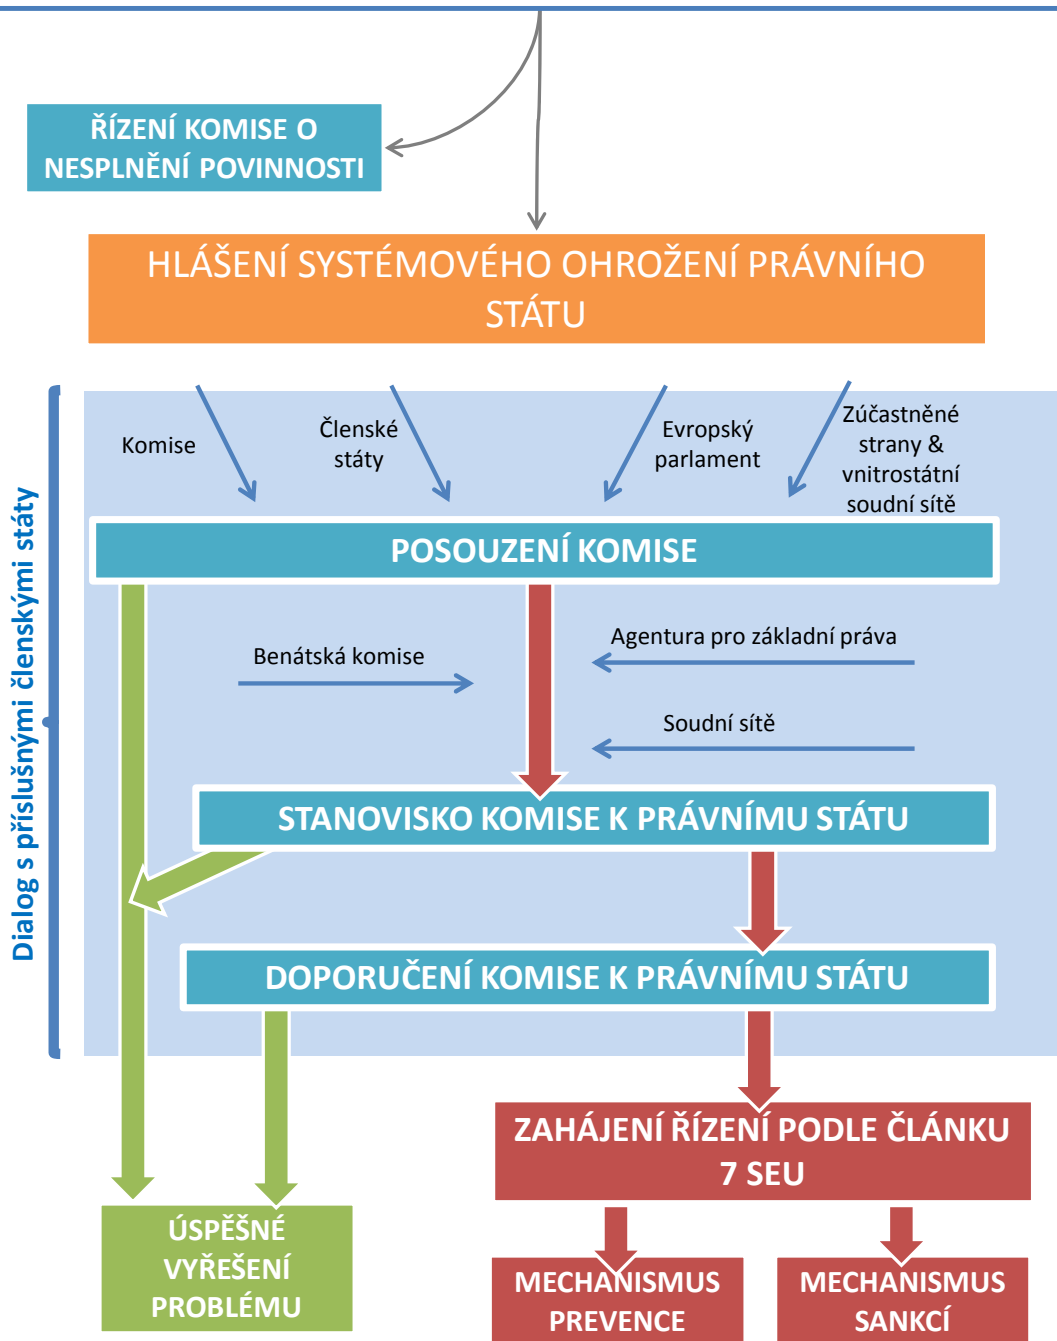 ŘÍZENÍ KOMISE O
NESPLNĚNÍ POVINNOSTI
HLÁŠENÍ SYSTÉMOVÉHO OHROŽENÍ PRÁVNÍHO
STÁTU
Dialog s příslušnými členskými státy
Komise
Členské
státy
Evropský
parlament
Zúčastněné
strany &
vnitrostátní
soudní sítě
POSOUZENÍ KOMISE
Benátská komise
Agentura pro základní práva
Soudní sítě
STANOVISKO KOMISE K PRÁVNÍMU STÁTU
DOPORUČENÍ KOMISE K PRÁVNÍMU STÁTU
ZAHÁJENÍ ŘÍZENÍ PODLE ČLÁNKU
7 SEU
ÚSPĚŠNÉ
VYŘEŠENÍ
PROBLÉMU
MECHANISMUS
PREVENCE
MECHANISMUS
SANKCÍ